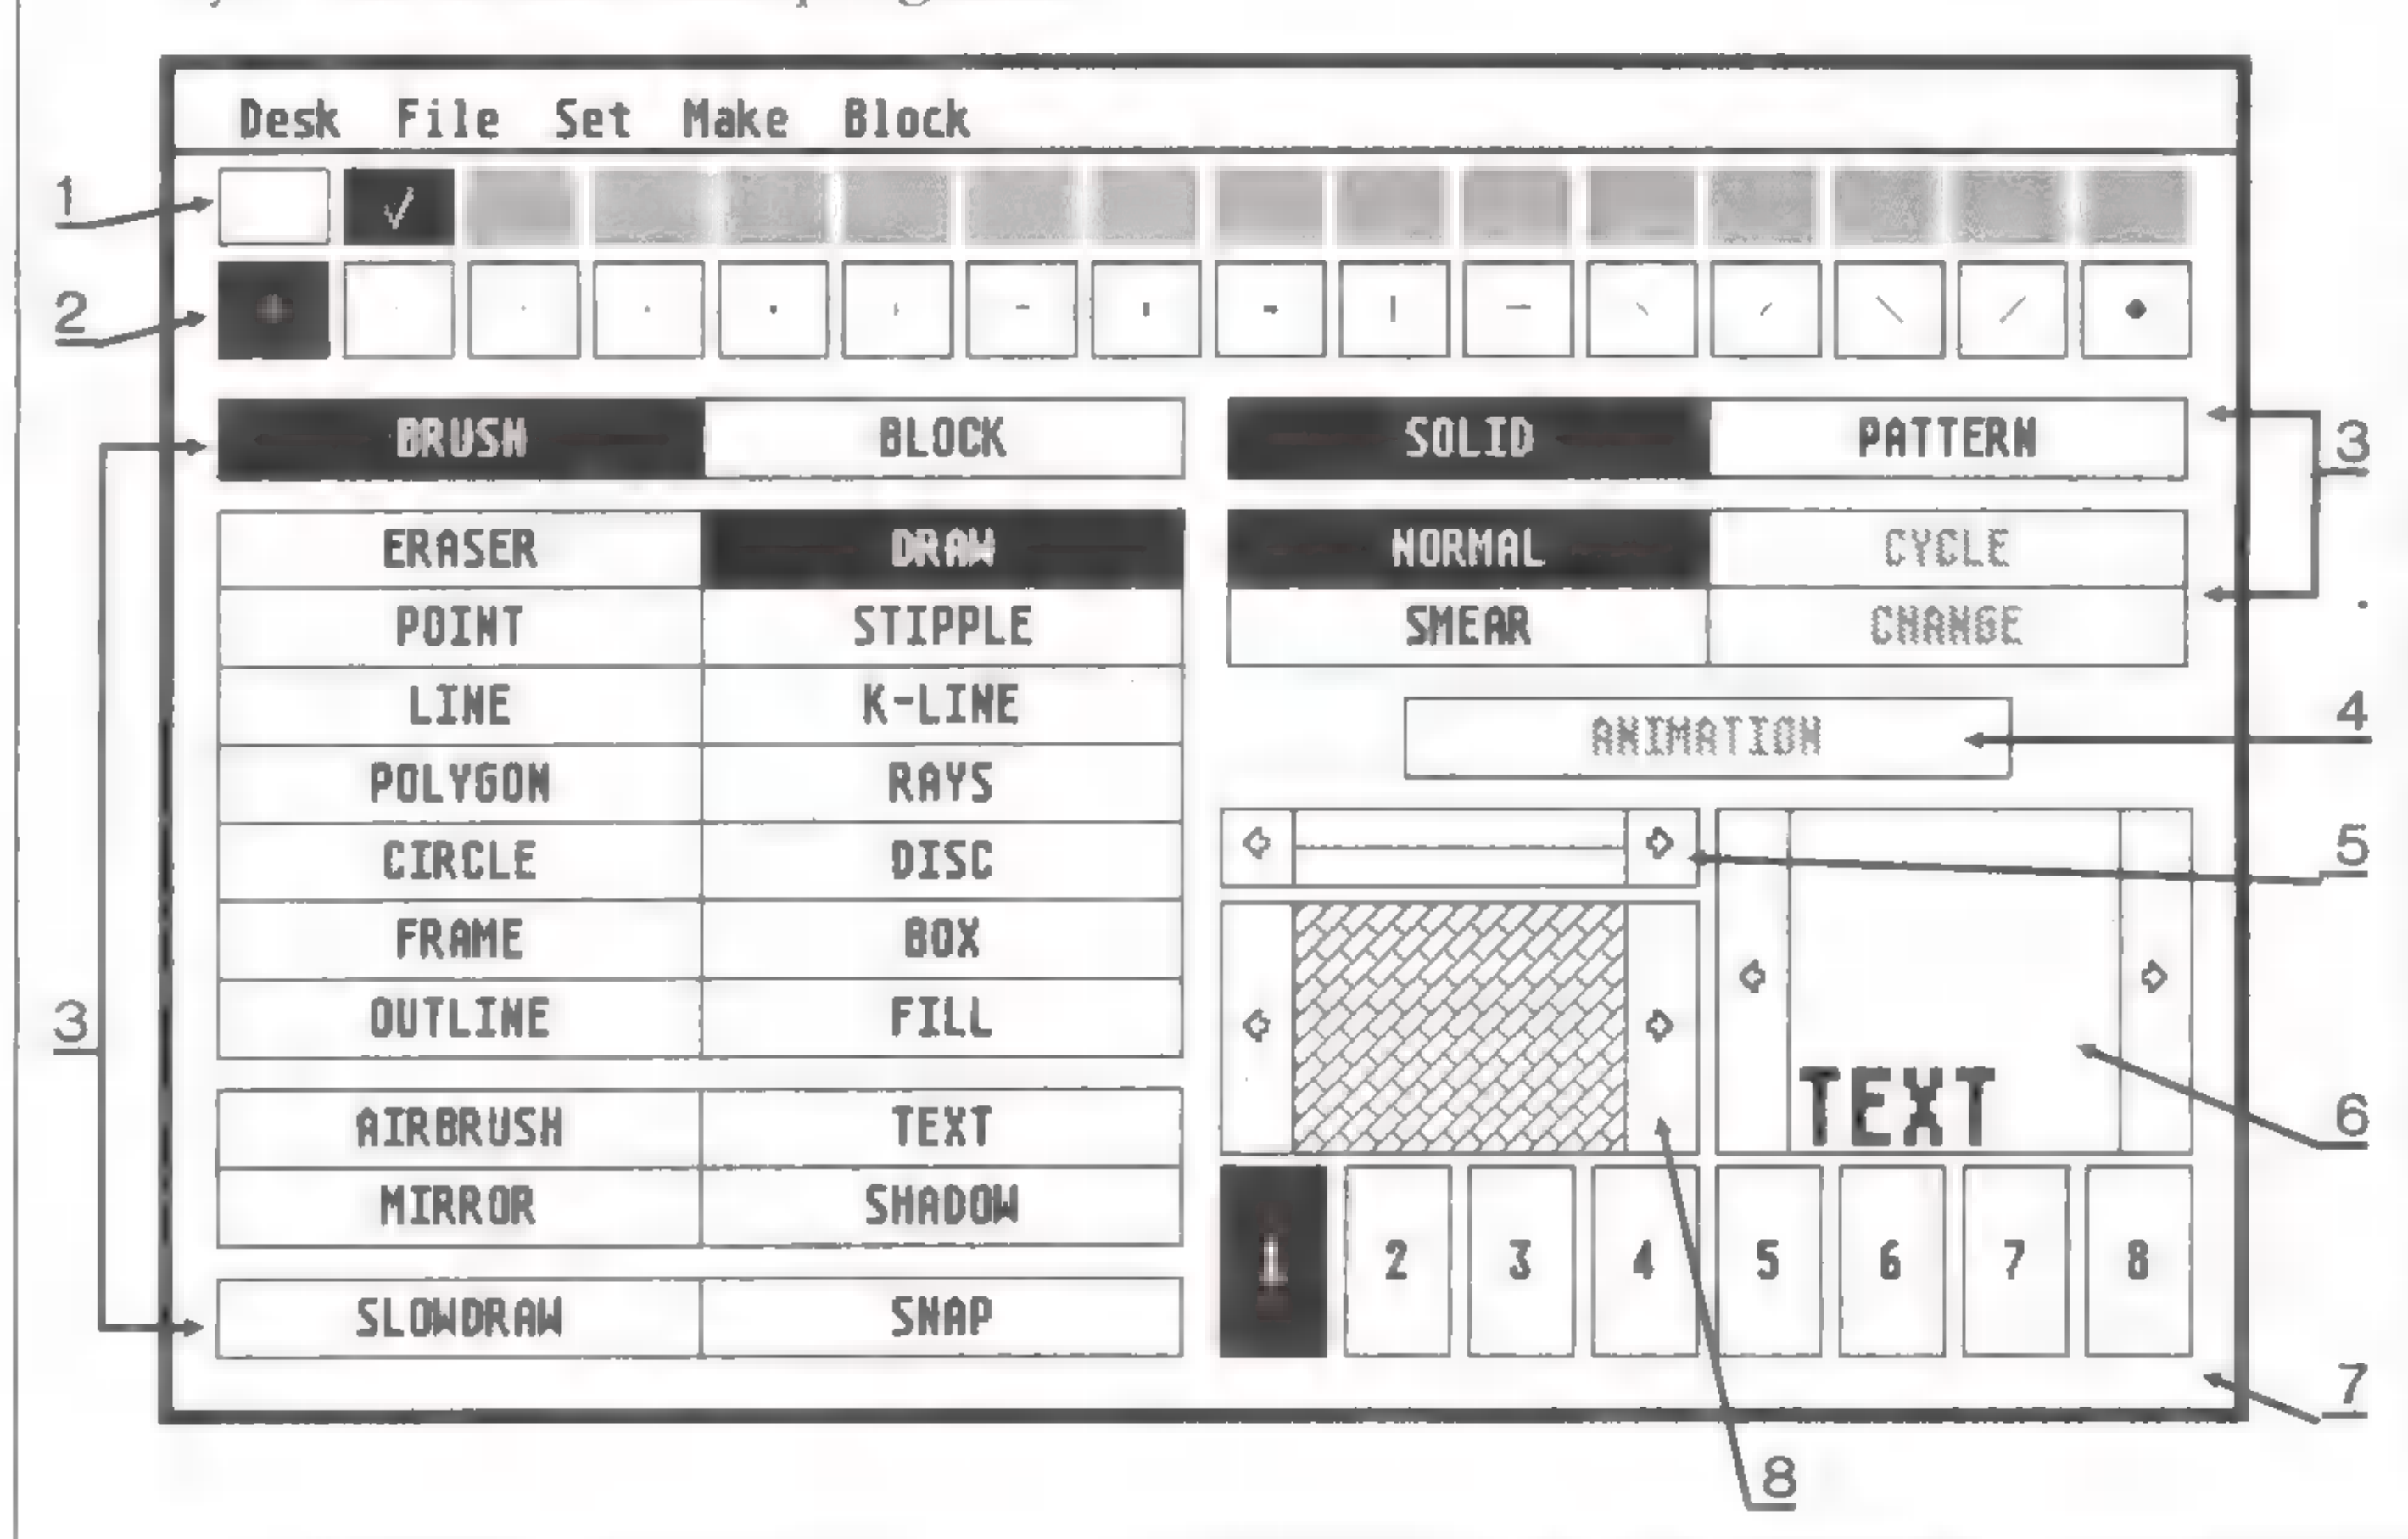 Desk File Set Make Block
1
2
BRUSH BLOCK SOLID PATTERN
3
ERASER DRAW NORMAL CYCLE
POINT STIPPLE SMEAR CHANGE
LINE K-LINE
ANIMATION
4
POLYGON RAYS
CIRCLE DISC
5
FRAME BOX
OUTLINE FILL
3
AIRBRUSH TEXT
TEXT
6
MIRROR SHADOW
1 2 3 4 5 6 7 8
SLOWDRAW SNAP
7
8